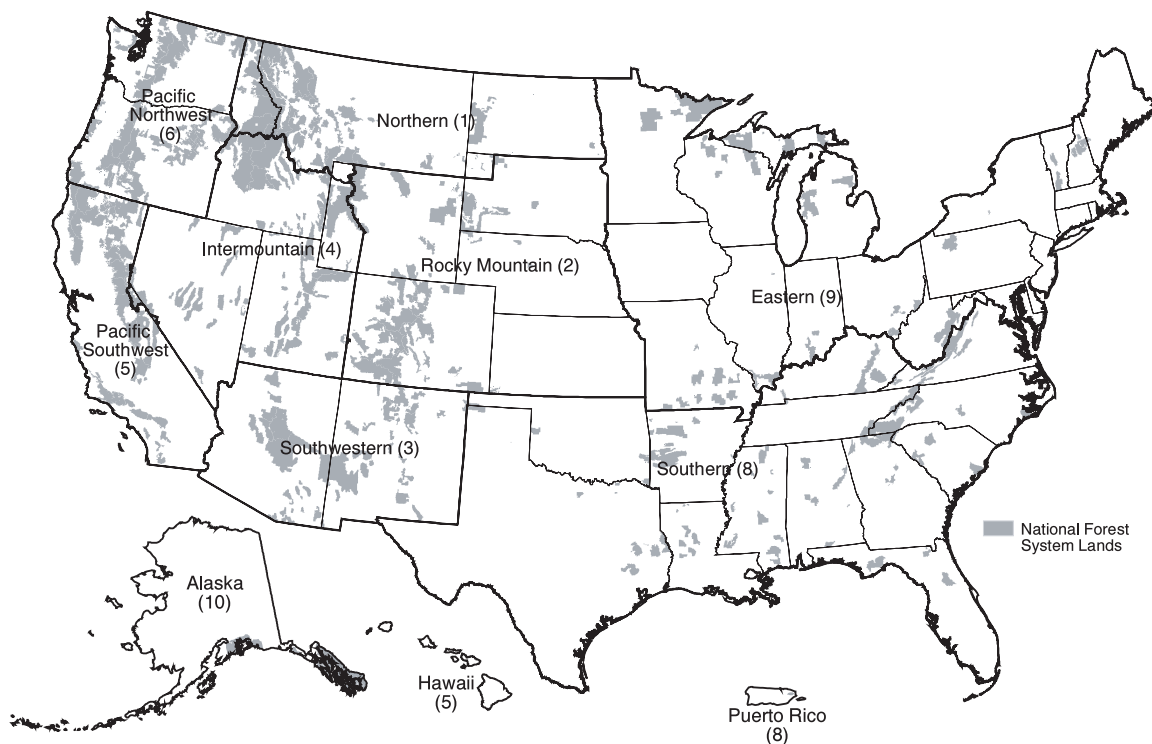 Pacific
Northwest
(6)
Northern (1)
Intermountain (4)
Rocky Mountain (2)
Eastern (9)
Pacific
Southwest
(5)
Southwestern (3)
Southern (8)
National Forest
System Lands
Alaska
(10)
Hawaii
(5)
Puerto Rico
(8)